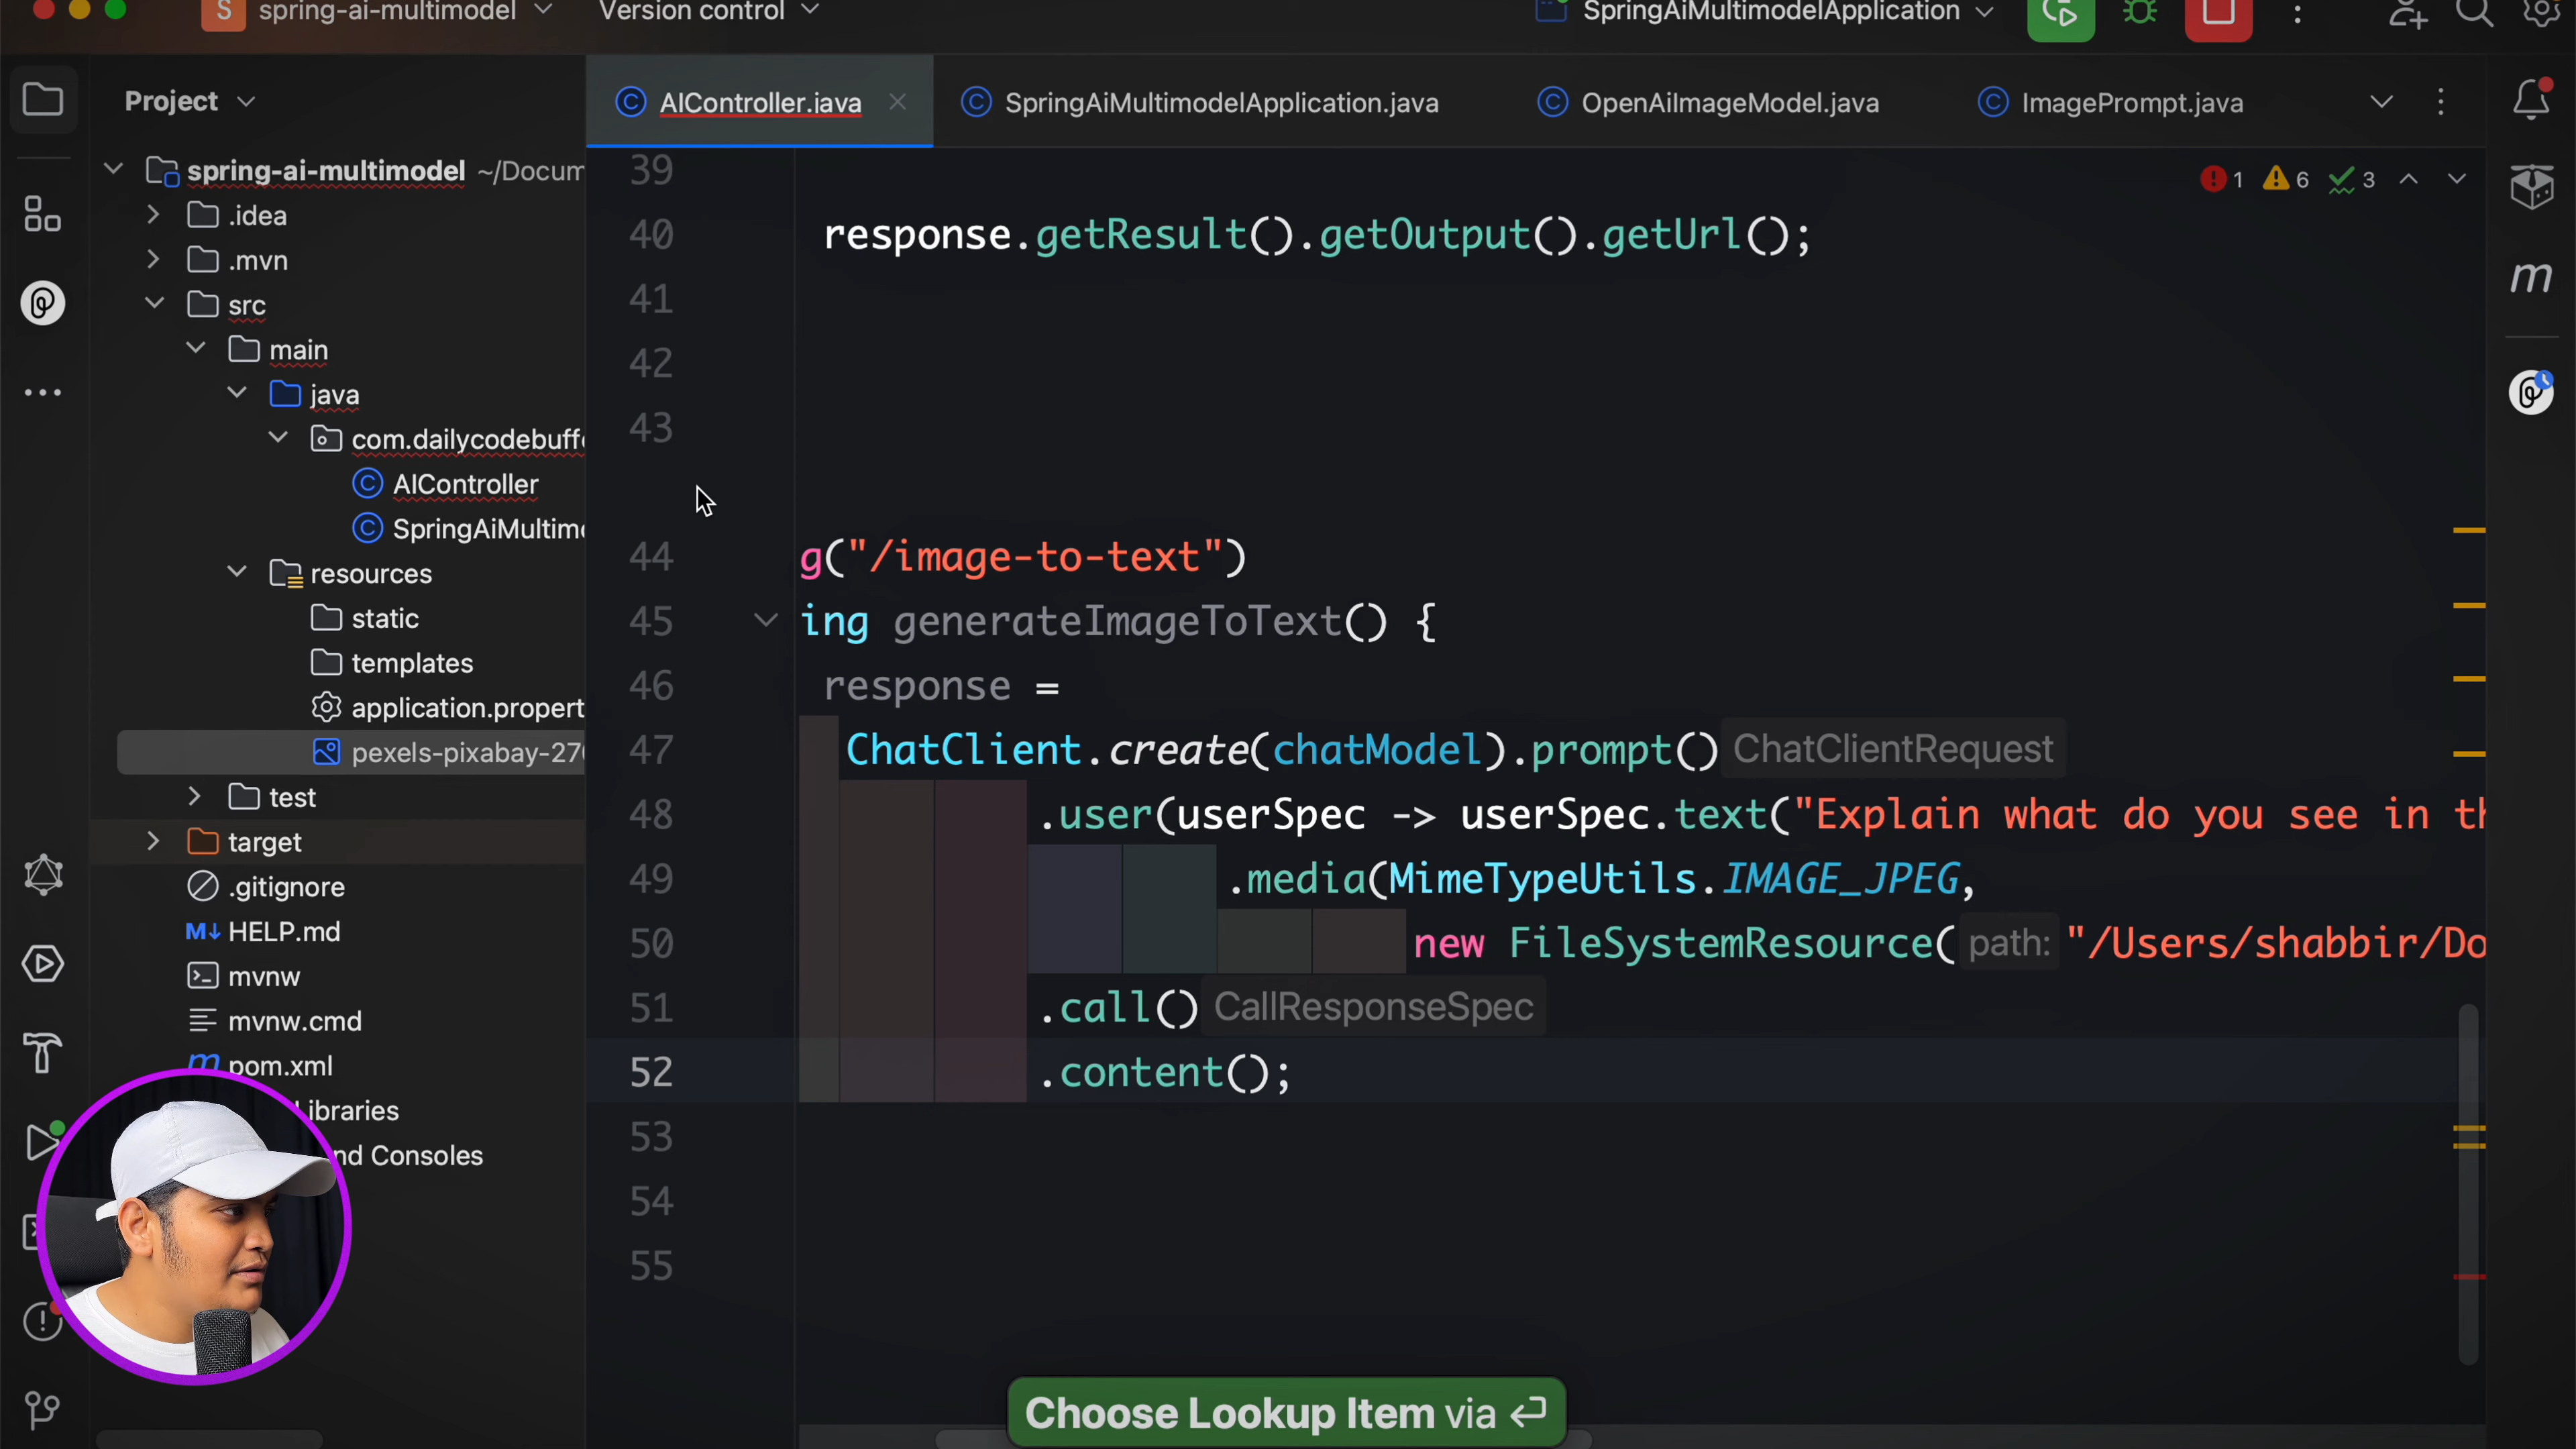 S spring-ai-multimodel Version control SpringAiMultimodelApplication
Project
AIController.java SpringAiMultimodelApplication.java OpenAiImageModel.java ImagePrompt.java
spring-ai-multimodel ~/Docum
.idea
.mvn
src
main
java
com.dailycodebuff
AIController
SpringAiMultim
resources
static
templates
application.propert
pexels-pixabay-27
test
target
.gitignore
M↓ HELP.md
mvnw
mvnw.cmd
m pom.xml
Libraries
nd Consoles
1 6 3
m
39
40 response.getResult().getOutput().getUrl();
41
42
43
44 g("/image-to-text")
45 ing generateImageToText() {
46 response =
47 ChatClient.create(chatModel).prompt() ChatClientRequest
48 .user(userSpec -> userSpec.text("Explain what do you see in th
49 .media(MimeTypeUtils.IMAGE_JPEG,
50 new FileSystemResource( path: "/Users/shabbir/Do
51 .call() CallResponseSpec
52 .content();
53
54
55
Choose Lookup Item via ⏎